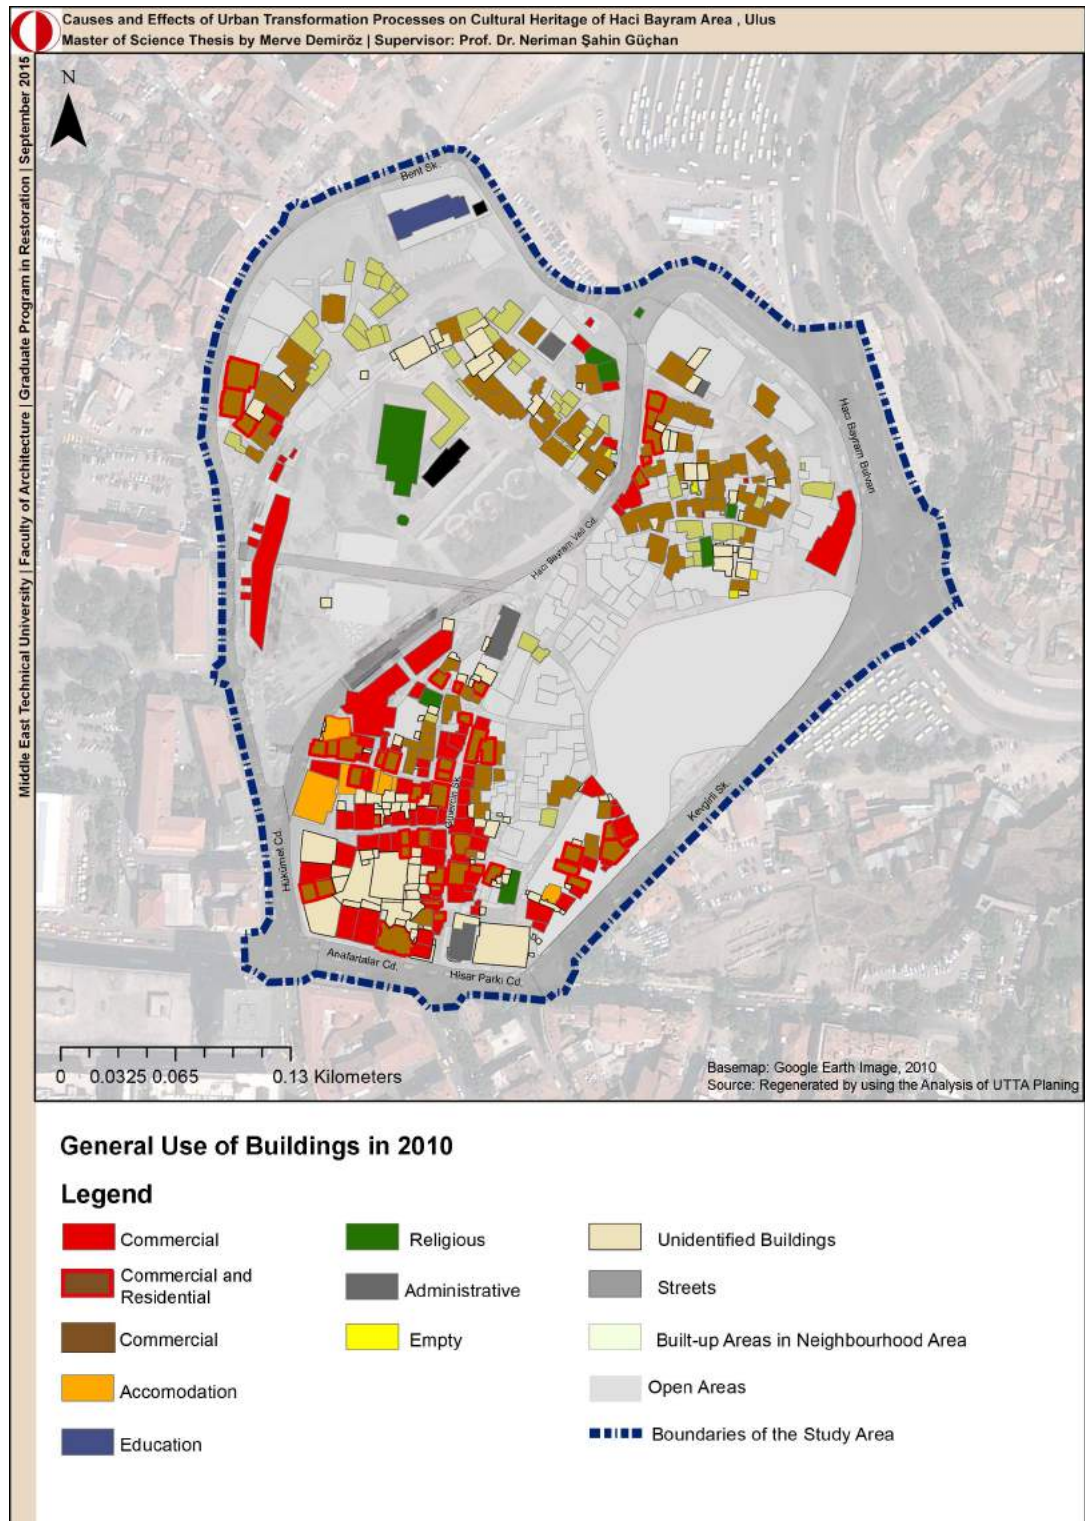 Causes and Effects of Urban Transformation Processes on Cultural Heritage of Haci Bayram Area , Ulus
Master of Science Thesis by Merve Demiröz | Supervisor: Prof. Dr. Neriman Şahin Güçhan
Middle East Technical University | Faculty of Architecture | Graduate Program in Restoration | September 2015
N
Bent Sk.
Hacı Bayram Bulvarı
Hacı Bayram Veli Cd.
Kevgirli Sk.
Hükümet Cd.
Anafartalar Cd.
Hisar Parkı Cd.
0 0.0325 0.065 0.13 Kilometers
Basemap: Google Earth Image, 2010
Source: Regenerated by using the Analysis of UTTA Planing
General Use of Buildings in 2010
Legend
Commercial
Commercial and
Residential
Commercial
Accomodation
Education
Religious
Administrative
Empty
Unidentified Buildings
Streets
Built-up Areas in Neighbourhood Area
Open Areas
Boundaries of the Study Area